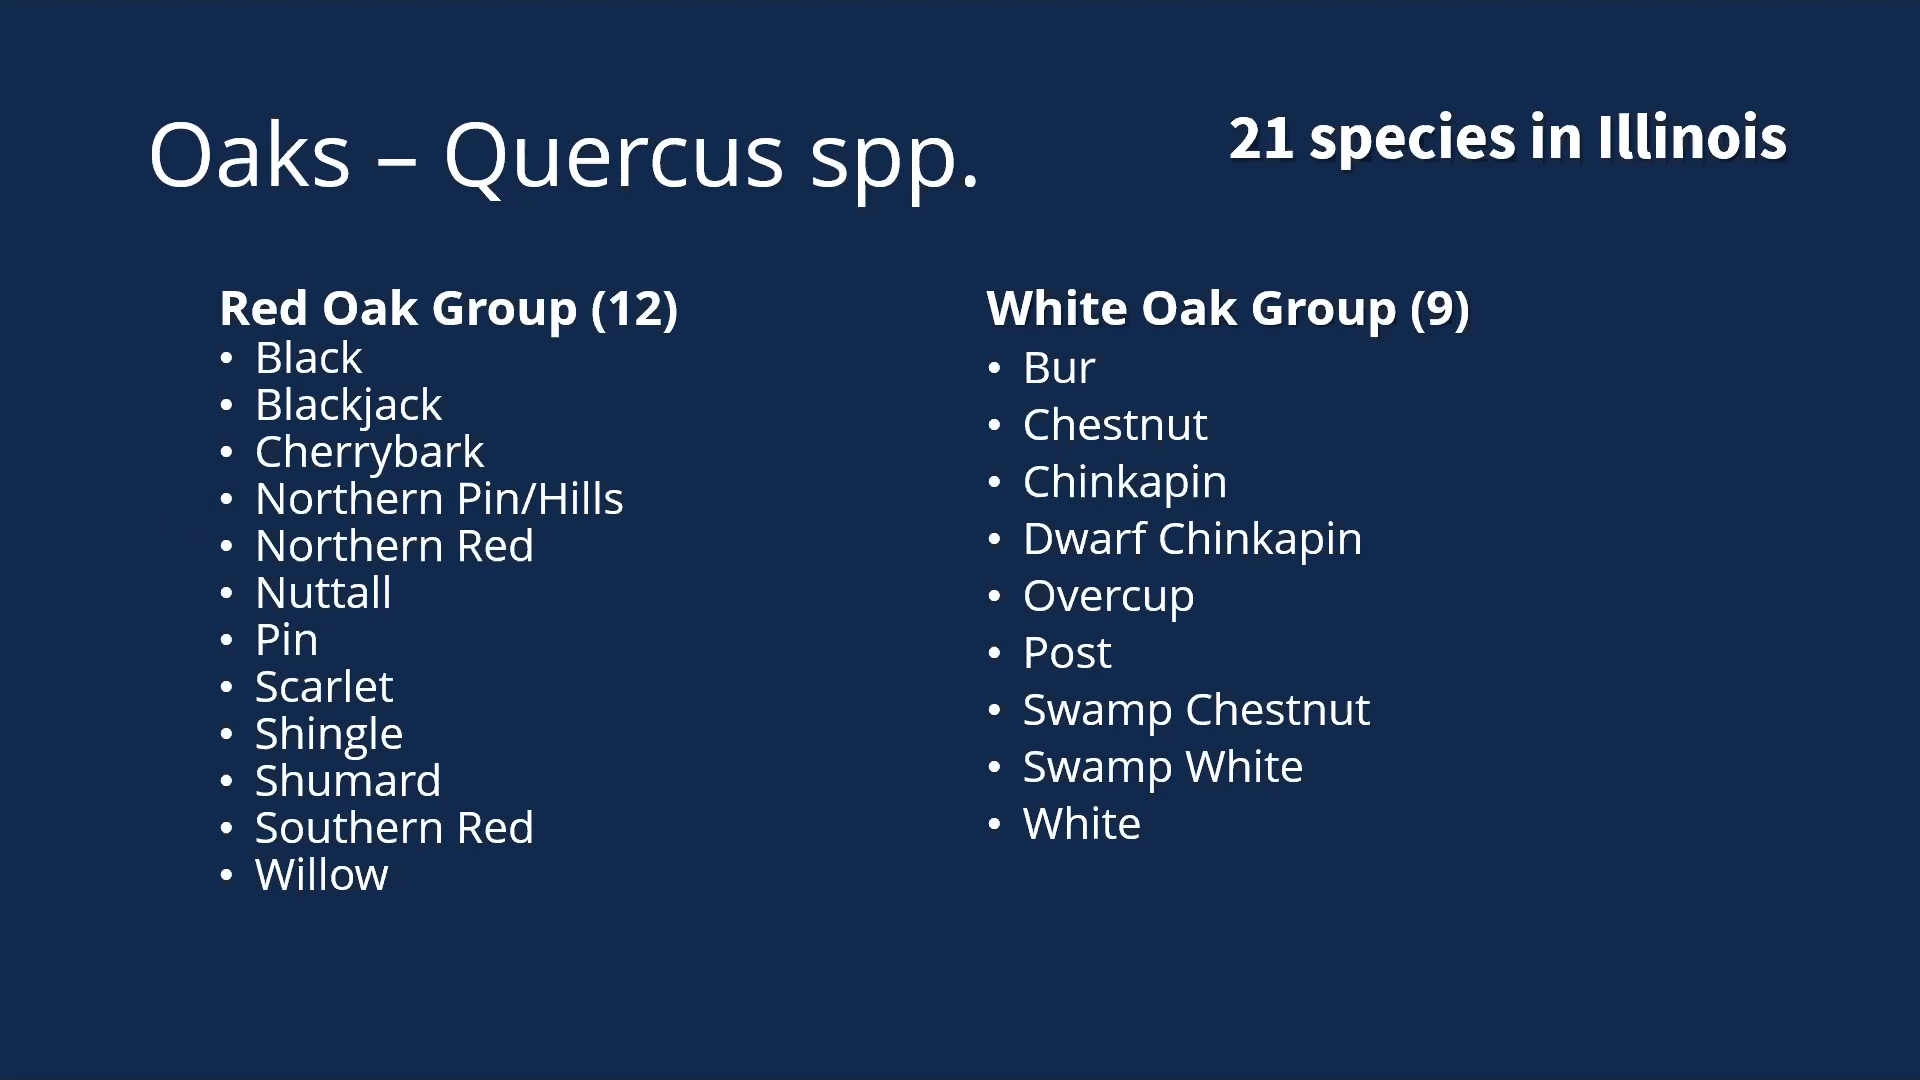 Oaks – Quercus spp.
21 species in Illinois
Red Oak Group (12)
• Black
• Blackjack
• Cherrybark
• Northern Pin/Hills
• Northern Red
• Nuttall
• Pin
• Scarlet
• Shingle
• Shumard
• Southern Red
• Willow
White Oak Group (9)
• Bur
• Chestnut
• Chinkapin
• Dwarf Chinkapin
• Overcup
• Post
• Swamp Chestnut
• Swamp White
• White